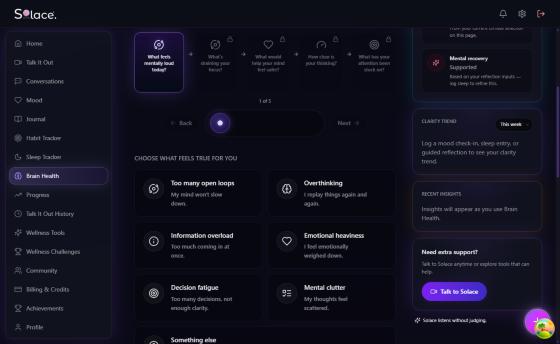 Solace.
Home
Talk It Out
Conversations
Mood
Journal
Habit Tracker
Sleep Tracker
Brain Health
Progress
Talk It Out History
Wellness Tools
Wellness Challenges
Community
Billing & Credits
Achievements
Profile
What feels
mentally loud
today?
What's
draining your
focus?
What would
help your mind
feel safer?
How clear is
your thinking?
What has your
attention been
stuck on?
1 of 5
Back
Next
CHOOSE WHAT FEELS TRUE FOR YOU
Too many open loops
My mind won't slow
down.
Overthinking
I replay things again and
again.
Information overload
Too much coming in at
once.
Emotional heaviness
I feel emotionally
weighed down.
Decision fatigue
Too many decisions, not
enough clarity.
Mental clutter
My thoughts feel
scattered.
Something else
on this page.
Mental recovery
Supported
Based on your reflection inputs —
log sleep to refine this.
CLARITY TREND
This week
Log a mood check-in, sleep entry, or
guided reflection to see your clarity
trend.
RECENT INSIGHTS
Insights will appear as you use Brain
Health.
Need extra support?
Talk to Solace anytime or explore tools that can
help.
Talk to Solace
Solace listens without judging.